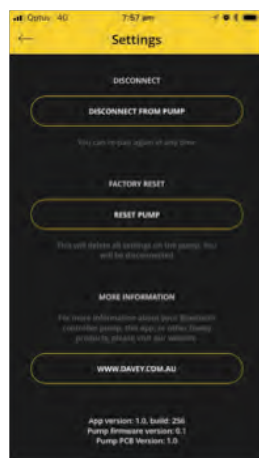 Optus 4G 7:57 pm
Settings
DISCONNECT
DISCONNECT FROM PUMP
You can re-pair again at any time
FACTORY RESET
RESET PUMP
This will delete all settings on the pump. You
will be disconnected.
MORE INFORMATION
For more information about your Bluetooth
controller pump, this app, or other Davey
products, please visit our website
WWW.DAVEY.COM.AU
App version: 1.0, build: 256
Pump firmware version: 0.1
Pump PCB Version: 1.0